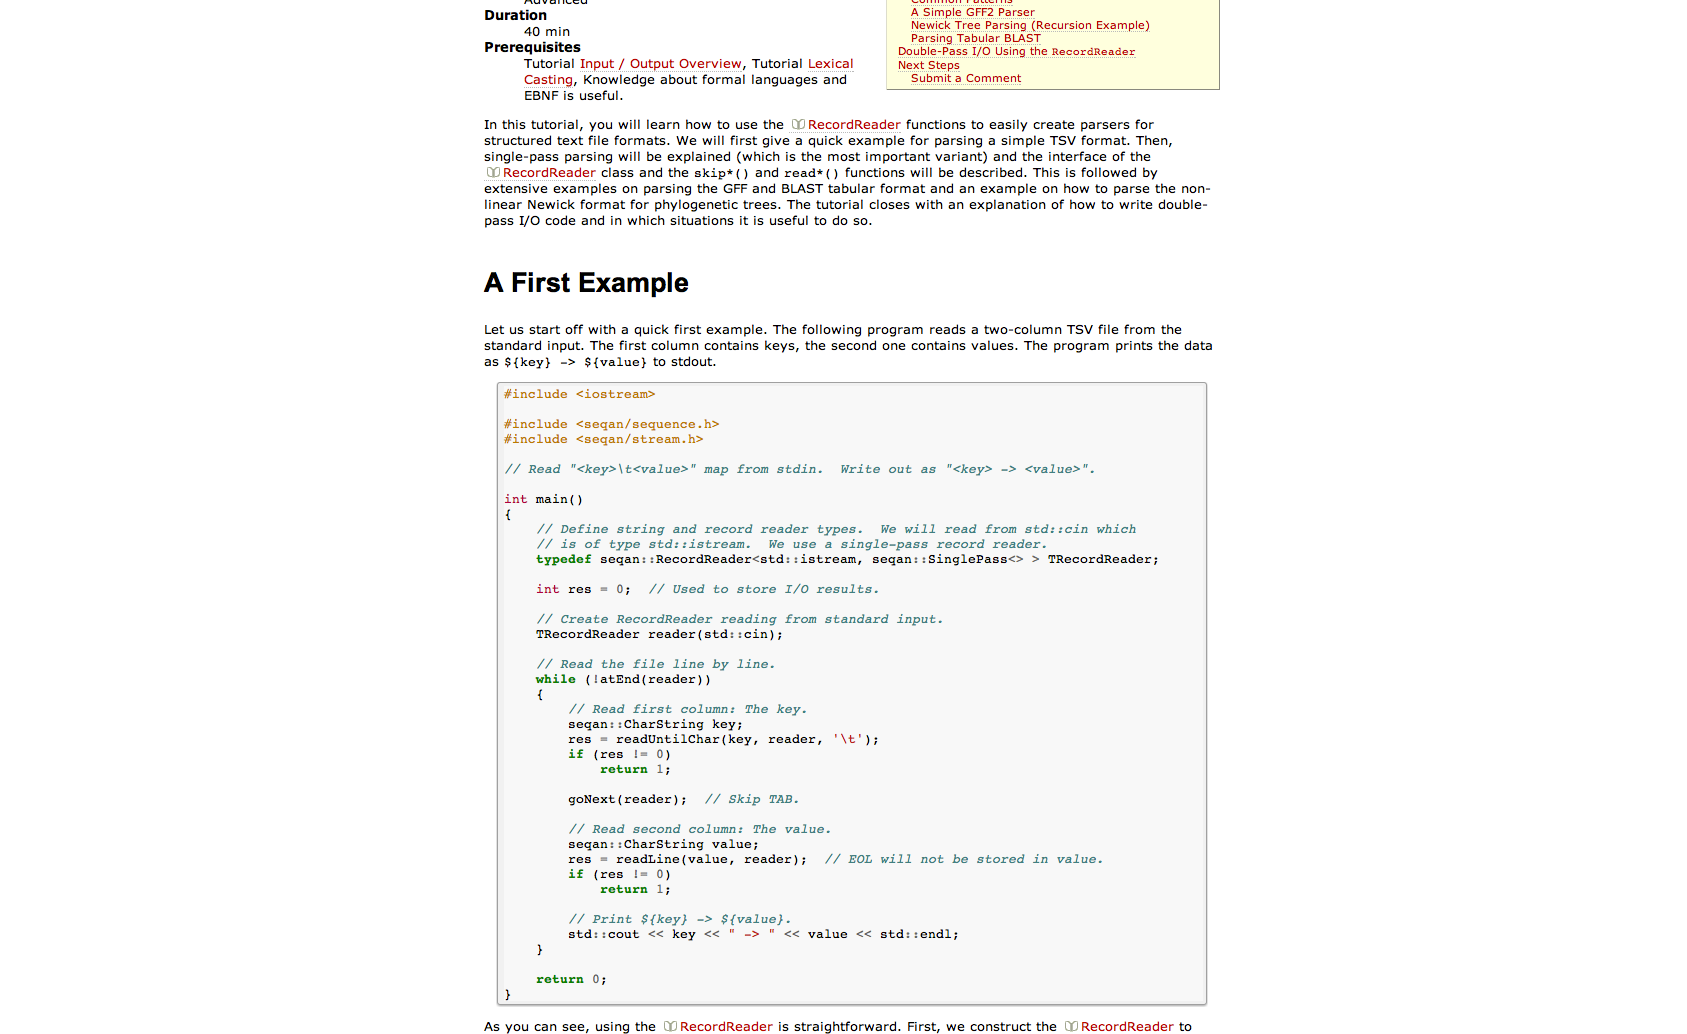 Advanced
Duration
40 min
Prerequisites
Tutorial Input / Output Overview, Tutorial Lexical
Casting, Knowledge about formal languages and
EBNF is useful.
Common Patterns
A Simple GFF2 Parser
Newick Tree Parsing (Recursion Example)
Parsing Tabular BLAST
Double-Pass I/O Using the RecordReader
Next Steps
Submit a Comment
In this tutorial, you will learn how to use the RecordReader functions to easily create parsers for
structured text file formats. We will first give a quick example for parsing a simple TSV format. Then,
single-pass parsing will be explained (which is the most important variant) and the interface of the
RecordReader class and the skip*() and read*() functions will be described. This is followed by
extensive examples on parsing the GFF and BLAST tabular format and an example on how to parse the non-
linear Newick format for phylogenetic trees. The tutorial closes with an explanation of how to write double-
pass I/O code and in which situations it is useful to do so.
A First Example
Let us start off with a quick first example. The following program reads a two-column TSV file from the
standard input. The first column contains keys, the second one contains values. The program prints the data
as ${key} -> ${value} to stdout.
#include <iostream>
#include <seqan/sequence.h>
#include <seqan/stream.h>
// Read "<key>\t<value>" map from stdin.  Write out as "<key> -> <value>".
int main()
{
    // Define string and record reader types.  We will read from std::cin which
    // is of type std::istream.  We use a single-pass record reader.
    typedef seqan::RecordReader<std::istream, seqan::SinglePass<> > TRecordReader;
    int res = 0;  // Used to store I/O results.
    // Create RecordReader reading from standard input.
    TRecordReader reader(std::cin);
    // Read the file line by line.
    while (!atEnd(reader))
    {
        // Read first column: The key.
        seqan::CharString key;
        res = readUntilChar(key, reader, '\t');
        if (res != 0)
            return 1;
        goNext(reader);  // Skip TAB.
        // Read second column: The value.
        seqan::CharString value;
        res = readLine(value, reader);  // EOL will not be stored in value.
        if (res != 0)
            return 1;
        // Print ${key} -> ${value}.
        std::cout << key << " -> " << value << std::endl;
    }
    return 0;
}
As you can see, using the RecordReader is straightforward. First, we construct the RecordReader to